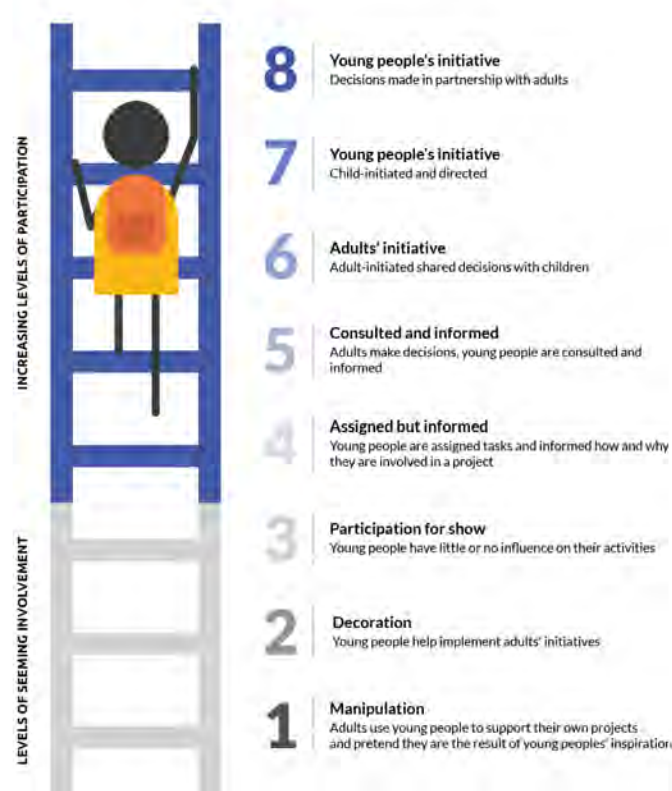 INCREASING LEVELS OF PARTICIPATION
8
Young people's initiative
Decisions made in partnership with adults
7
Young people's initiative
Child-initiated and directed
6
Adults' initiative
Adult-initiated shared decisions with children
5
Consulted and informed
Adults make decisions, young people are consulted and
informed
4
Assigned but informed
Young people are assigned tasks and informed how and why
they are involved in a project
LEVELS OF SEEMING INVOLVEMENT
3
Participation for show
Young people have little or no influence on their activities
2
Decoration
Young people help implement adults' initiatives
1
Manipulation
Adults use young people to support their own projects
and pretend they are the result of young peoples' inspiration